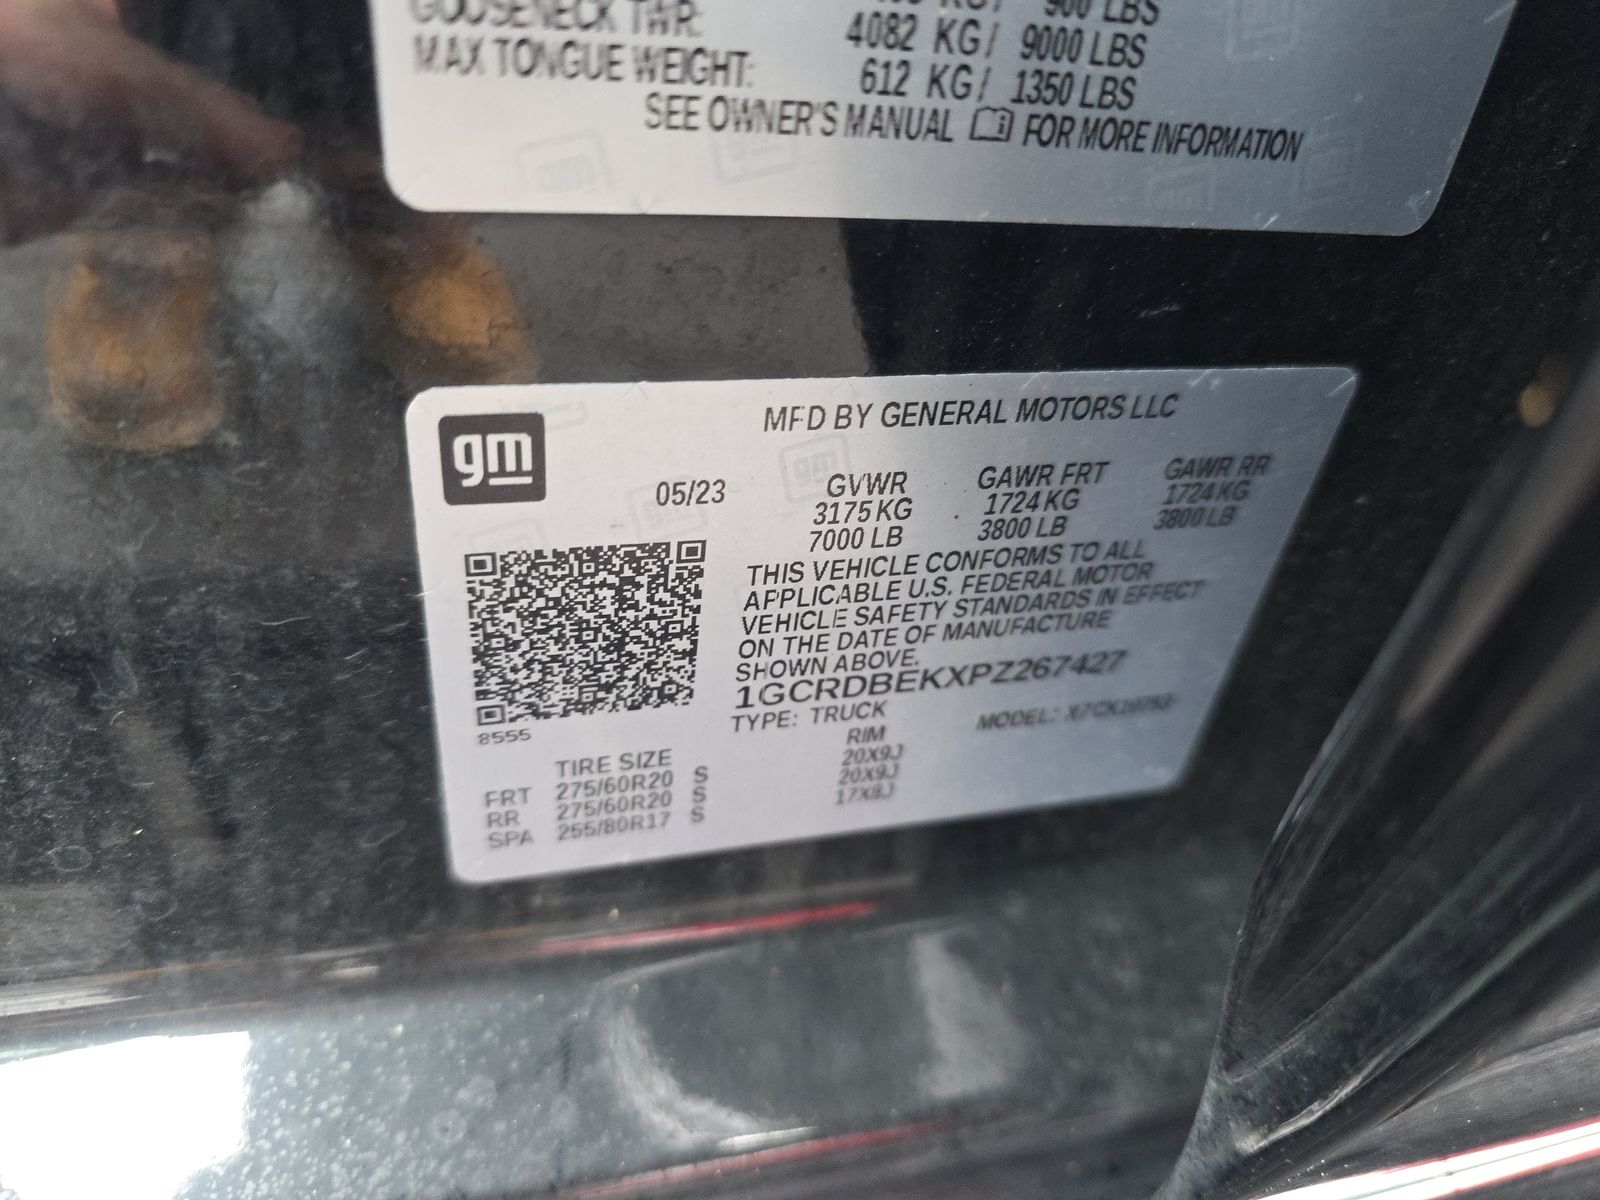 GOOSENECK TWR:
4082 KG/ 9000 LBS
MAX TONGUE WEIGHT: 612 KG/ 1350 LBS
SEE OWNER'S MANUAL FOR MORE INFORMATION
gm
MFD BY GENERAL MOTORS LLC
05/23
GVWR GAWR FRT GAWR RR
3175 KG 1724 KG 1724 KG
7000 LB 3800 LB 3800 LB
THIS VEHICLE CONFORMS TO ALL
APPLICABLE U.S. FEDERAL MOTOR
VEHICLE SAFETY STANDARDS IN EFFECT
ON THE DATE OF MANUFACTURE
SHOWN ABOVE.
1GCRDBEKXPZ267427
TYPE: TRUCK MODEL:
8555
TIRE SIZE RIM
FRT 275/60R20 S 20X9J
RR 275/60R20 S 20X9J
SPA 255/80R17 S 17X8J